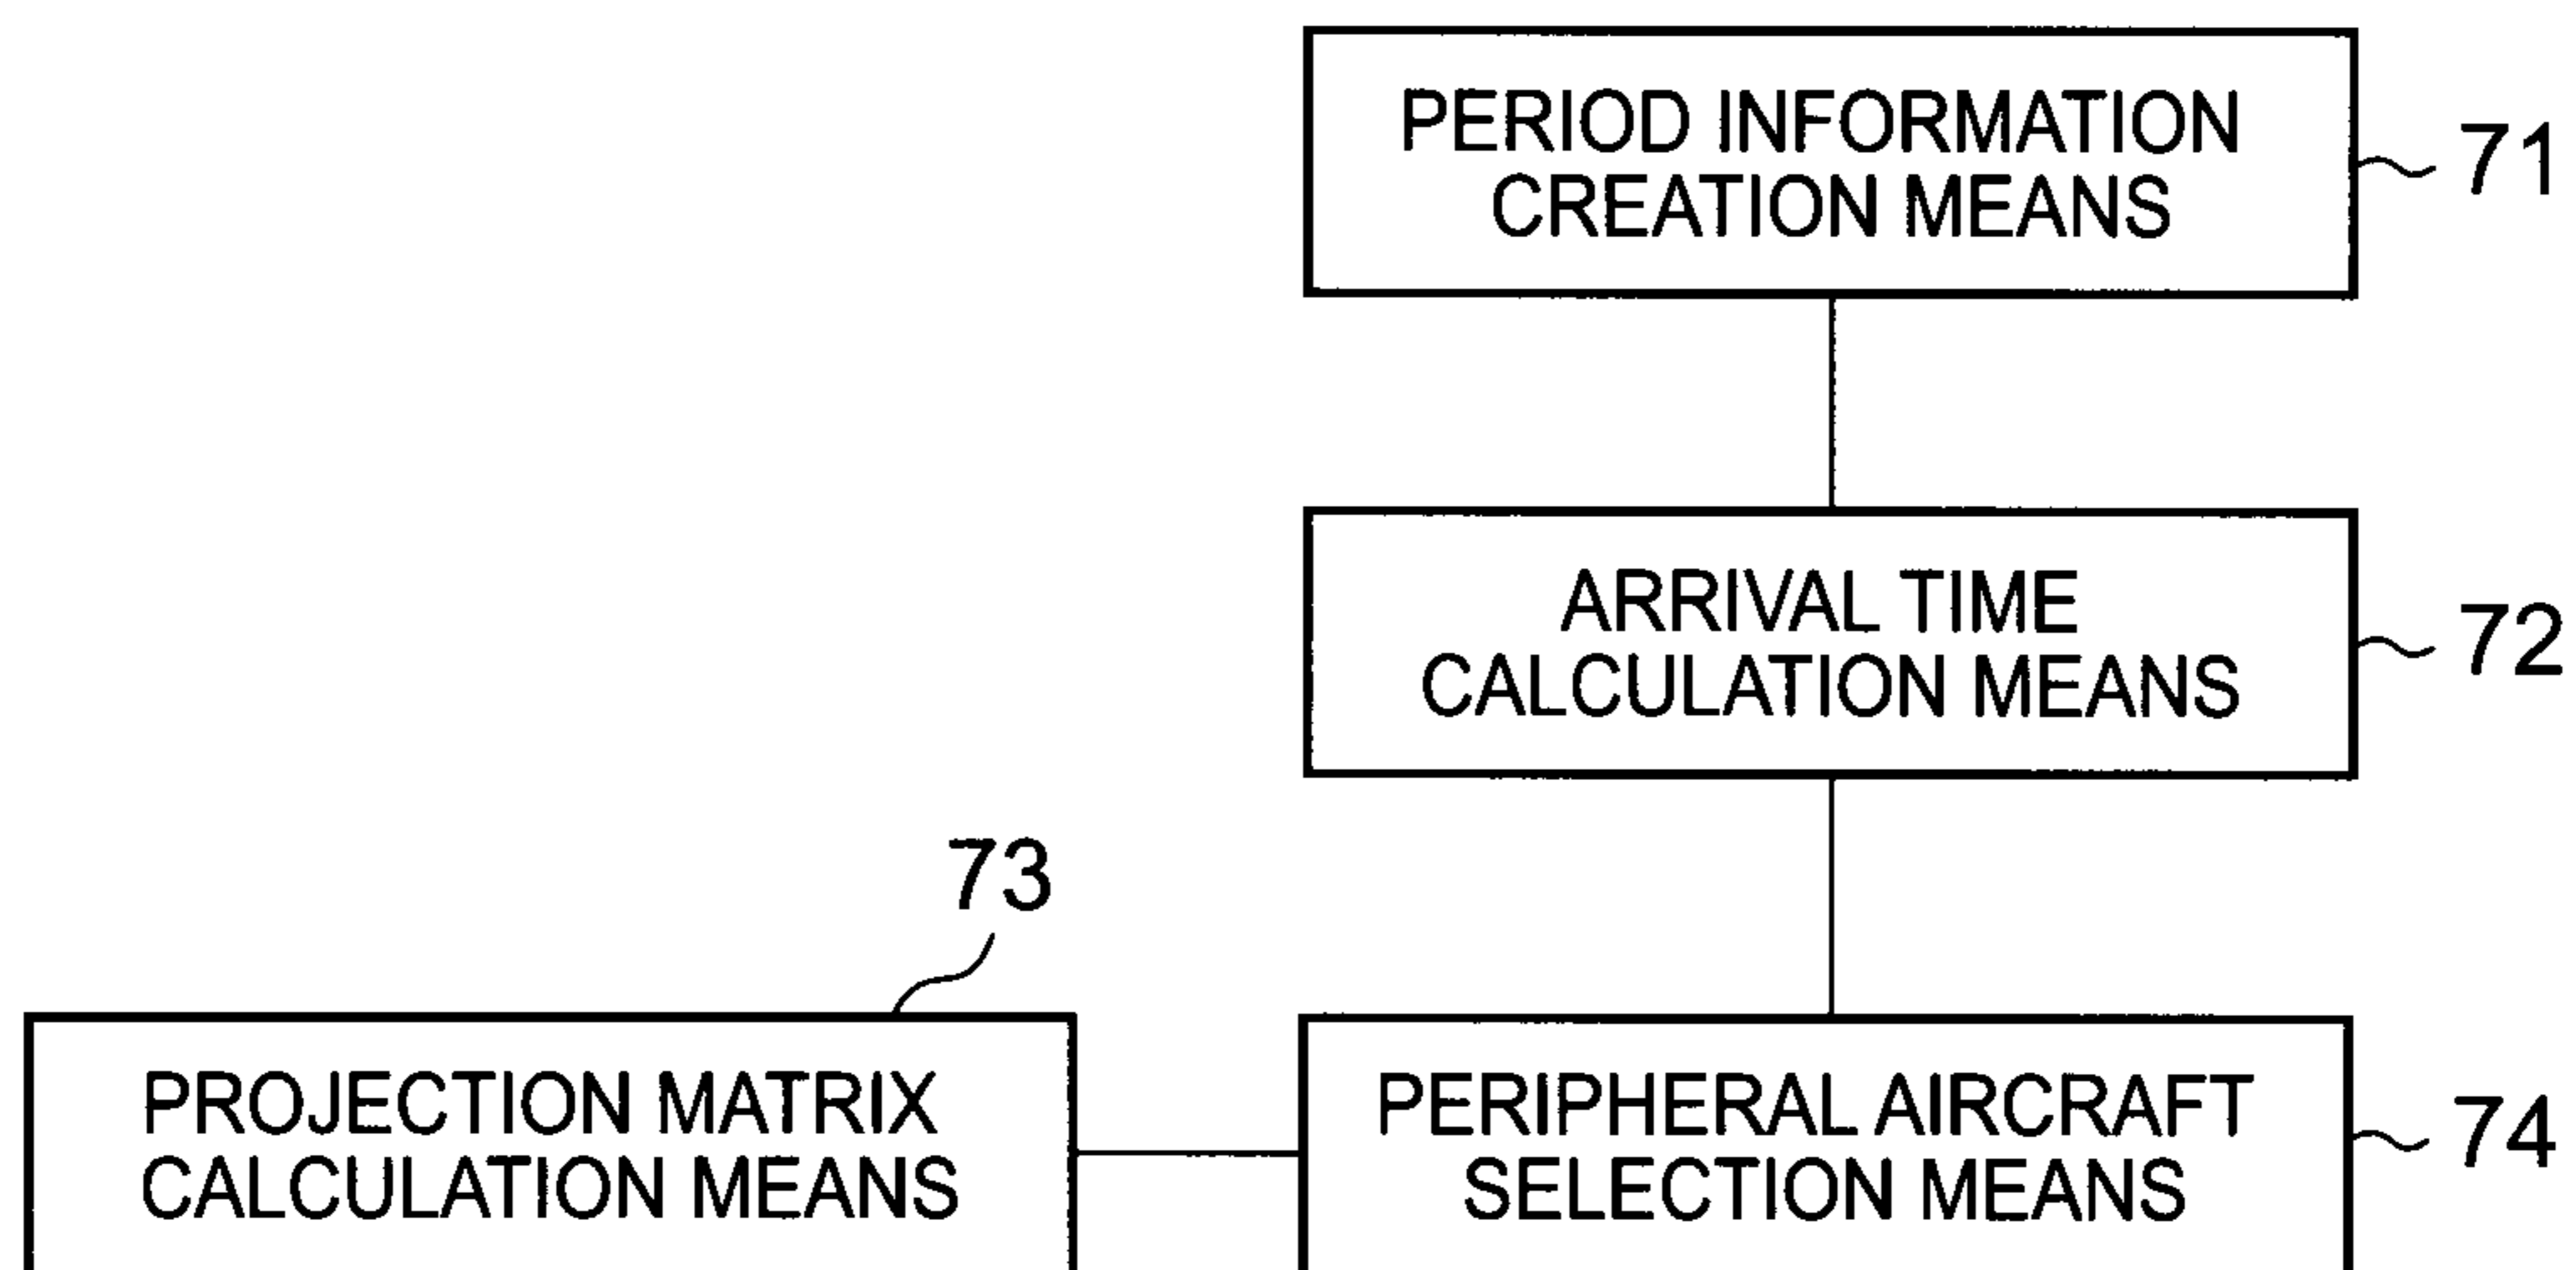 PERIOD INFORMATION
CREATION MEANS
71
ARRIVAL TIME
CALCULATION MEANS
72
73
PROJECTION MATRIX
CALCULATION MEANS
PERIPHERAL AIRCRAFT
SELECTION MEANS
74